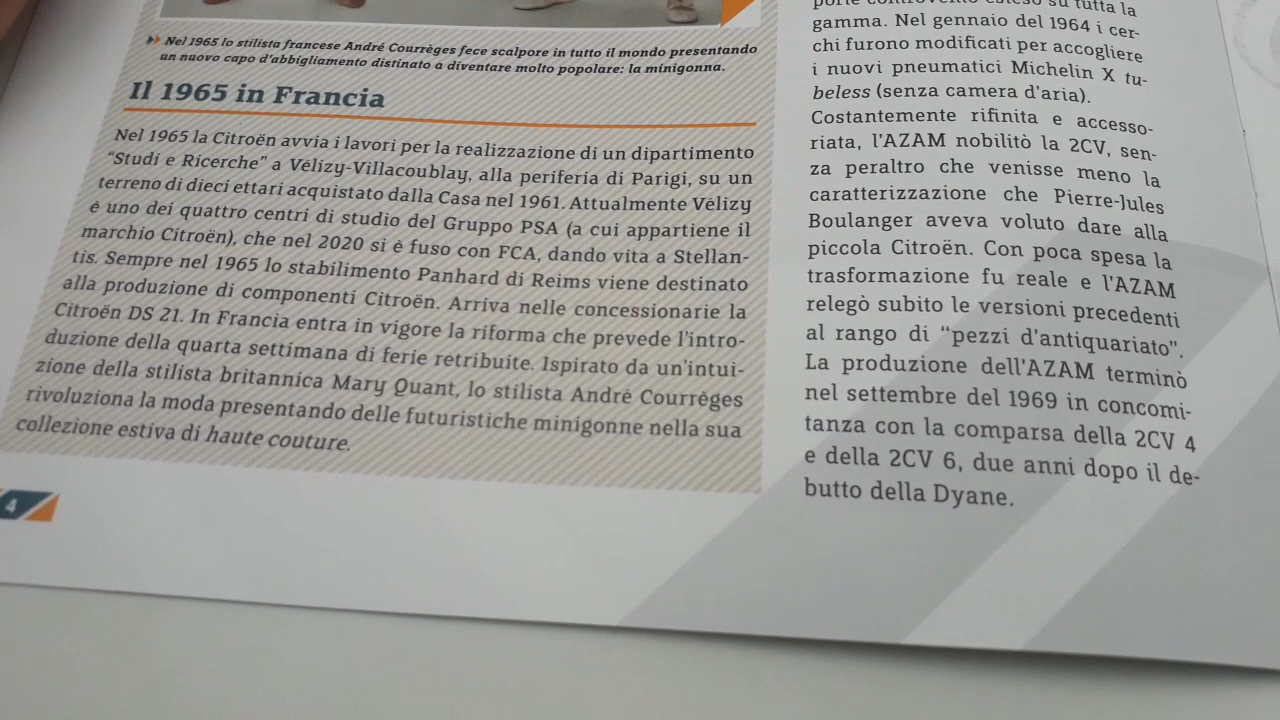 Nel 1965 lo stilista francese André Courrèges fece scalpore in tutto il mondo presentando
un nuovo capo d'abbigliamento distinato a diventare molto popolare: la minigonna.
Il 1965 in Francia
Nel 1965 la Citroën avvia i lavori per la realizzazione di un dipartimento
"Studi e Ricerche" a Vélizy-Villacoublay, alla periferia di Parigi, su un
terreno di dieci ettari acquistato dalla Casa nel 1961. Attualmente Vélizy
è uno dei quattro centri di studio del Gruppo PSA (a cui appartiene il
marchio Citroën), che nel 2020 si è fuso con FCA, dando vita a Stellan-
tis. Sempre nel 1965 lo stabilimento Panhard di Reims viene destinato
alla produzione di componenti Citroën. Arriva nelle concessionarie la
Citroën DS 21. In Francia entra in vigore la riforma che prevede l'intro-
duzione della quarta settimana di ferie retribuite. Ispirato da un'intui-
zione della stilista britannica Mary Quant, lo stilista André Courrèges
rivoluziona la moda presentando delle futuristiche minigonne nella sua
collezione estiva di haute couture.
4
su tutta la
gamma. Nel gennaio del 1964 i cer-
chi furono modificati per accogliere
i nuovi pneumatici Michelin X tu-
beless (senza camera d'aria).
Costantemente rifinita e accesso-
riata, l'AZAM nobilitò la 2CV, sen-
za peraltro che venisse meno la
caratterizzazione che Pierre-Jules
Boulanger aveva voluto dare alla
piccola Citroën. Con poca spesa la
trasformazione fu reale e l'AZAM
relegò subito le versioni precedenti
al rango di "pezzi d'antiquariato".
La produzione dell'AZAM terminò
nel settembre del 1969 in concomi-
tanza con la comparsa della 2CV 4
e della 2CV 6, due anni dopo il de-
butto della Dyane.